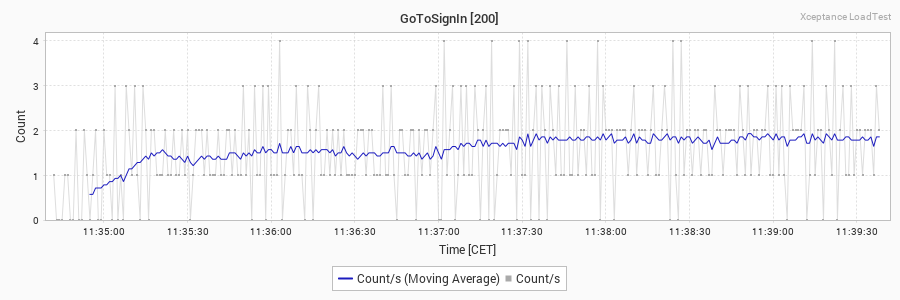 GoToSignIn [200]
Xceptance LoadTest
Count
4
3
2
1
0
11:35:00 11:35:30 11:36:00 11:36:30 11:37:00 11:37:30 11:38:00 11:38:30 11:39:00 11:39:30
Time [CET]
Count/s (Moving Average) Count/s